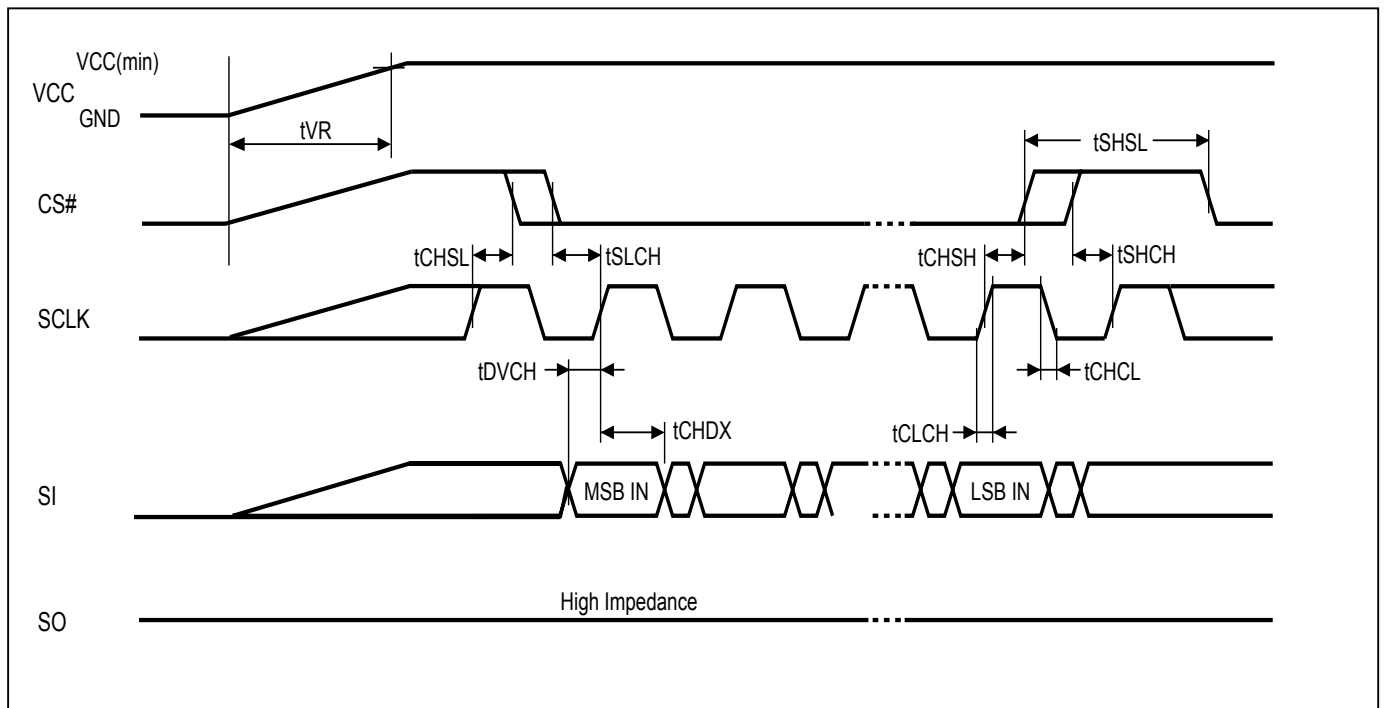 VCC(min)
VCC
GND
tVR
tSHSL
CS#
tCHSL
tSLCH
tCHSH
tSHCH
SCLK
tDVCH
tCHCL
tCHDX
tCLCH
SI
MSB IN
LSB IN
High Impedance
SO